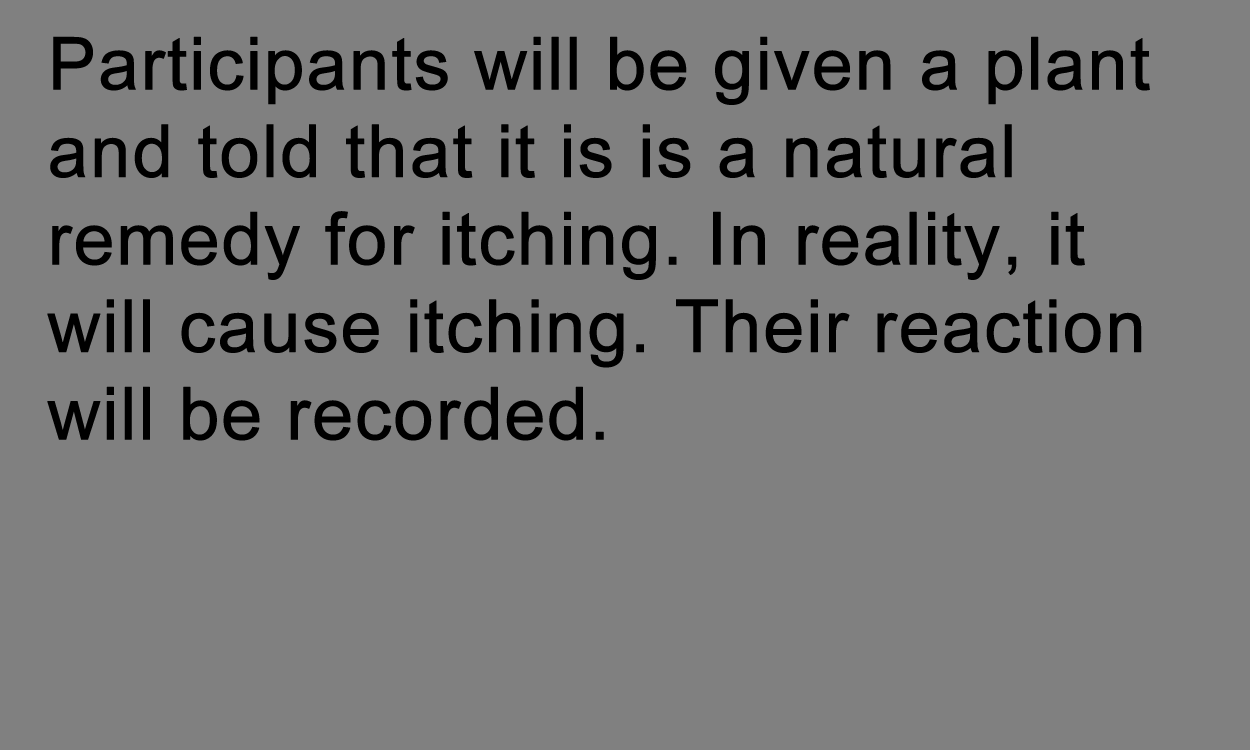 Participants will be given a plant
and told that it is is a natural
remedy for itching. In reality, it
will cause itching. Their reaction
will be recorded.